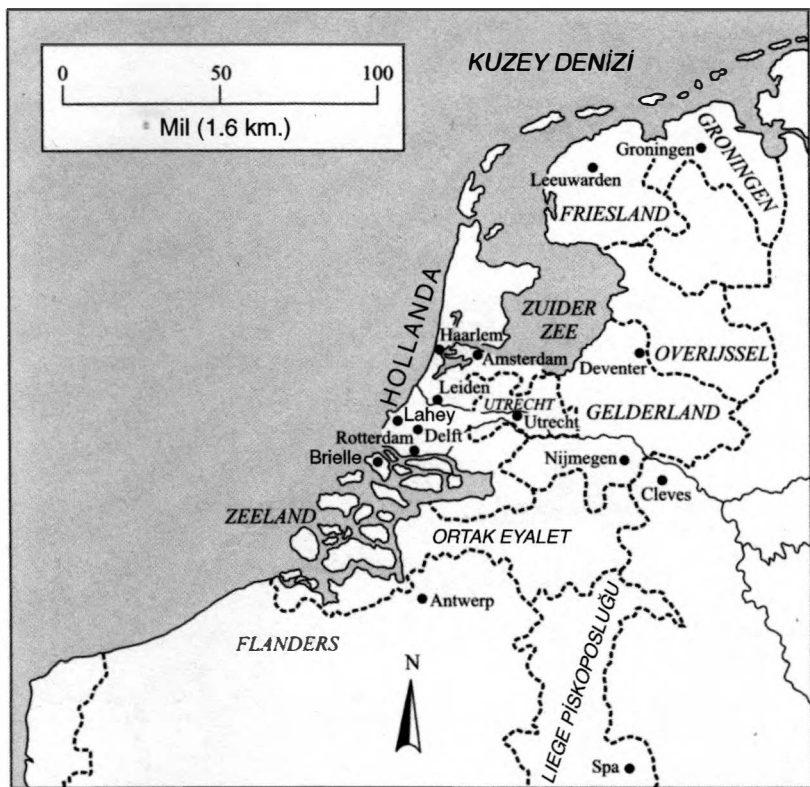 KUZEY DENİZİ
0 50 100
Mil (1.6 km.)
Groningen
GRONINGEN
Leeuwarden
FRIESLAND
HOLLANDA
ZUIDER
ZEE
Haarlem
Amsterdam
Deventer
OVERIJSSEL
Leiden
UTRECHT
Utrecht
GELDERLAND
Lahey
Rotterdam
Delft
Brielle
Nijmegen
Cleves
ZEELAND
ORTAK EYALET
Antwerp
FLANDERS
N
LIEGE PİSKOPOSLUĞU
Spa